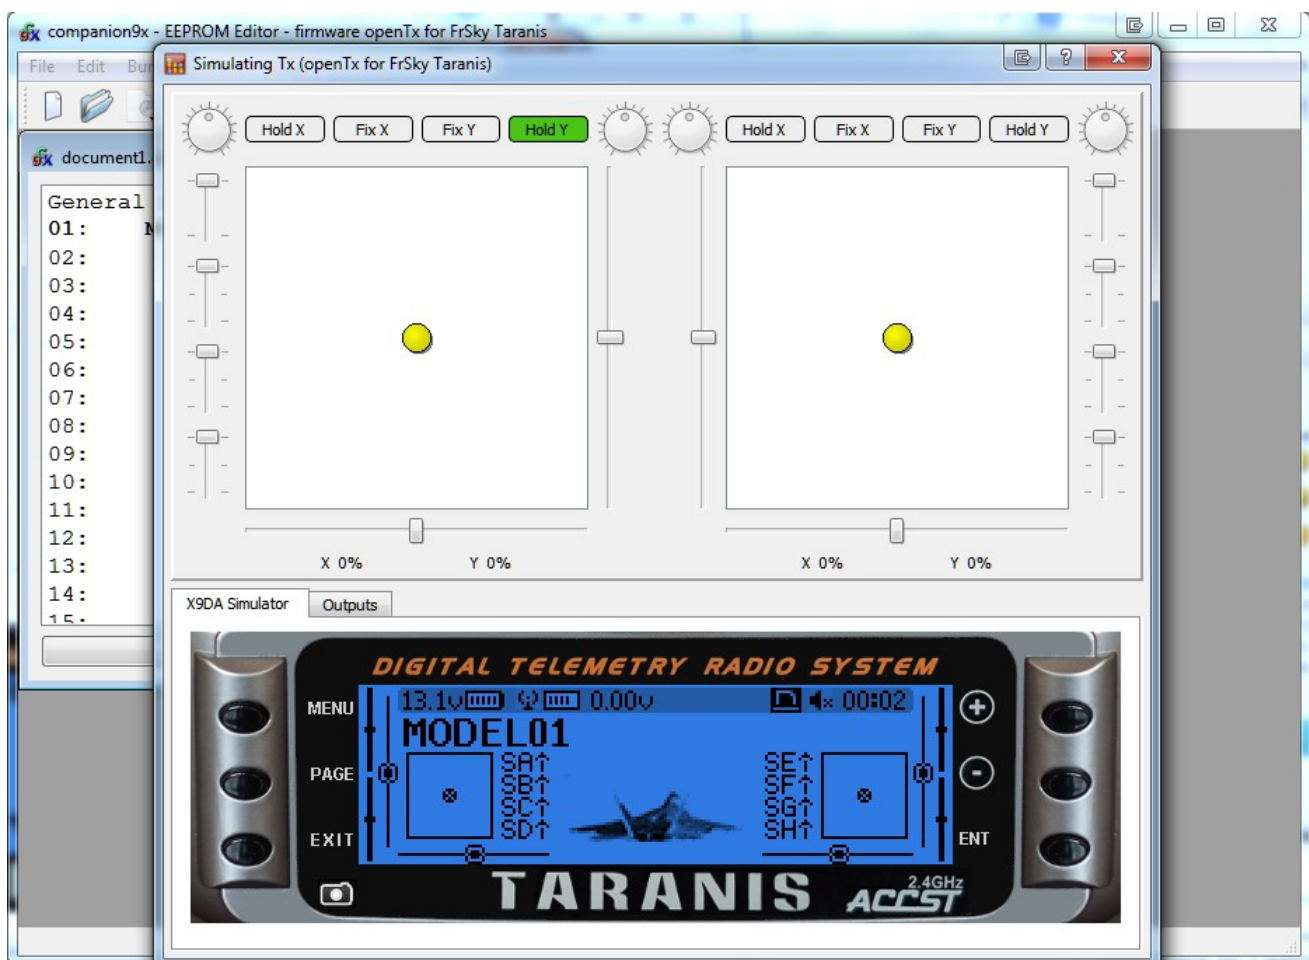 companion9x - EEPROM Editor - firmware openTx for FrSky Taranis
File Edit
Simulating Tx (openTx for FrSky Taranis)
document1.
General
01:
02:
03:
04:
05:
06:
07:
08:
09:
10:
11:
12:
13:
14:
15:
Hold X Fix X Fix Y Hold Y Hold X Fix X Fix Y Hold Y
X 0% Y 0% X 0% Y 0%
X9DA Simulator Outputs
DIGITAL TELEMETRY RADIO SYSTEM
MENU
PAGE
EXIT
13.1v 0.00v 00:02
MODEL01
SA↑ SE↑
SB↑ SF↑
SC↑ SG↑
SD↑ SH↑
+
-
ENT
TARANIS ACCST 2.4GHz